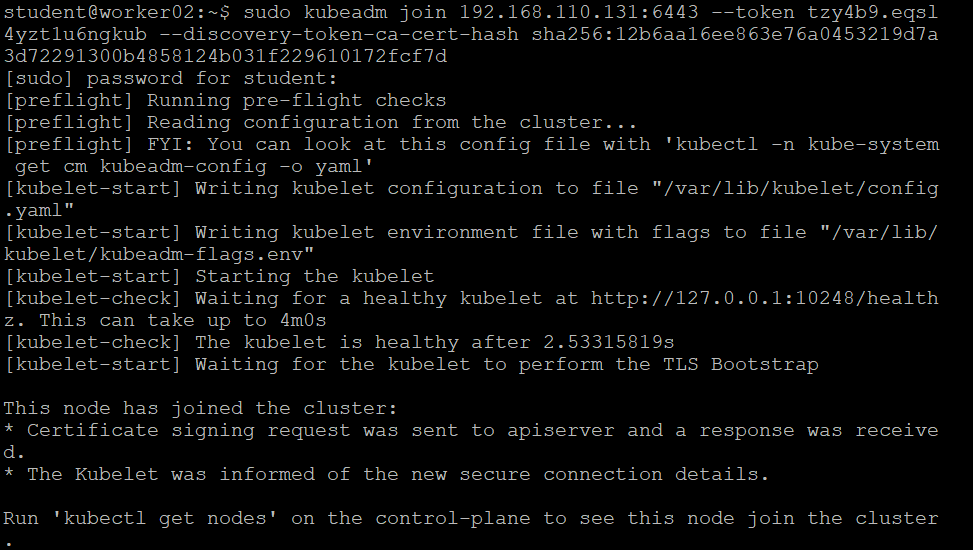 student@worker02:~$ sudo kubeadm join 192.168.110.131:6443 --token tzy4b9.eqsl
4yzt1u6ngkub --discovery-token-ca-cert-hash sha256:12b6aa16ee863e76a0453219d7a
3d72291300b4858124b031f229610172fcf7d
[sudo] password for student:
[preflight] Running pre-flight checks
[preflight] Reading configuration from the cluster...
[preflight] FYI: You can look at this config file with 'kubectl -n kube-system
 get cm kubeadm-config -o yaml'
[kubelet-start] Writing kubelet configuration to file "/var/lib/kubelet/config
.yaml"
[kubelet-start] Writing kubelet environment file with flags to file "/var/lib/
kubelet/kubeadm-flags.env"
[kubelet-start] Starting the kubelet
[kubelet-check] Waiting for a healthy kubelet at http://127.0.0.1:10248/health
z. This can take up to 4m0s
[kubelet-check] The kubelet is healthy after 2.53315819s
[kubelet-start] Waiting for the kubelet to perform the TLS Bootstrap

This node has joined the cluster:
* Certificate signing request was sent to apiserver and a response was receive
d.
* The Kubelet was informed of the new secure connection details.

Run 'kubectl get nodes' on the control-plane to see this node join the cluster
.